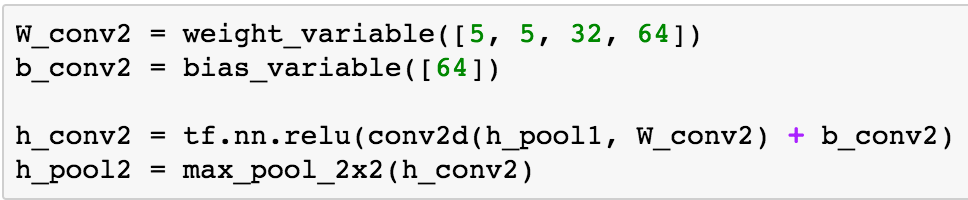 W_conv2 = weight_variable([5, 5, 32, 64])
b_conv2 = bias_variable([64])
h_conv2 = tf.nn.relu(conv2d(h_pool1, W_conv2) + b_conv2)
h_pool2 = max_pool_2x2(h_conv2)